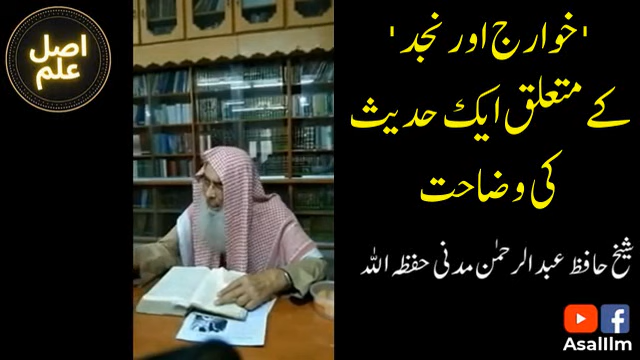 اصل
علم
'خوارج اور نجد'
کے متعلق ایک حدیث
کی وضاحت
شیخ حافظ عبدالرحمٰن مدنی حفظہ اللہ
AsalIlm